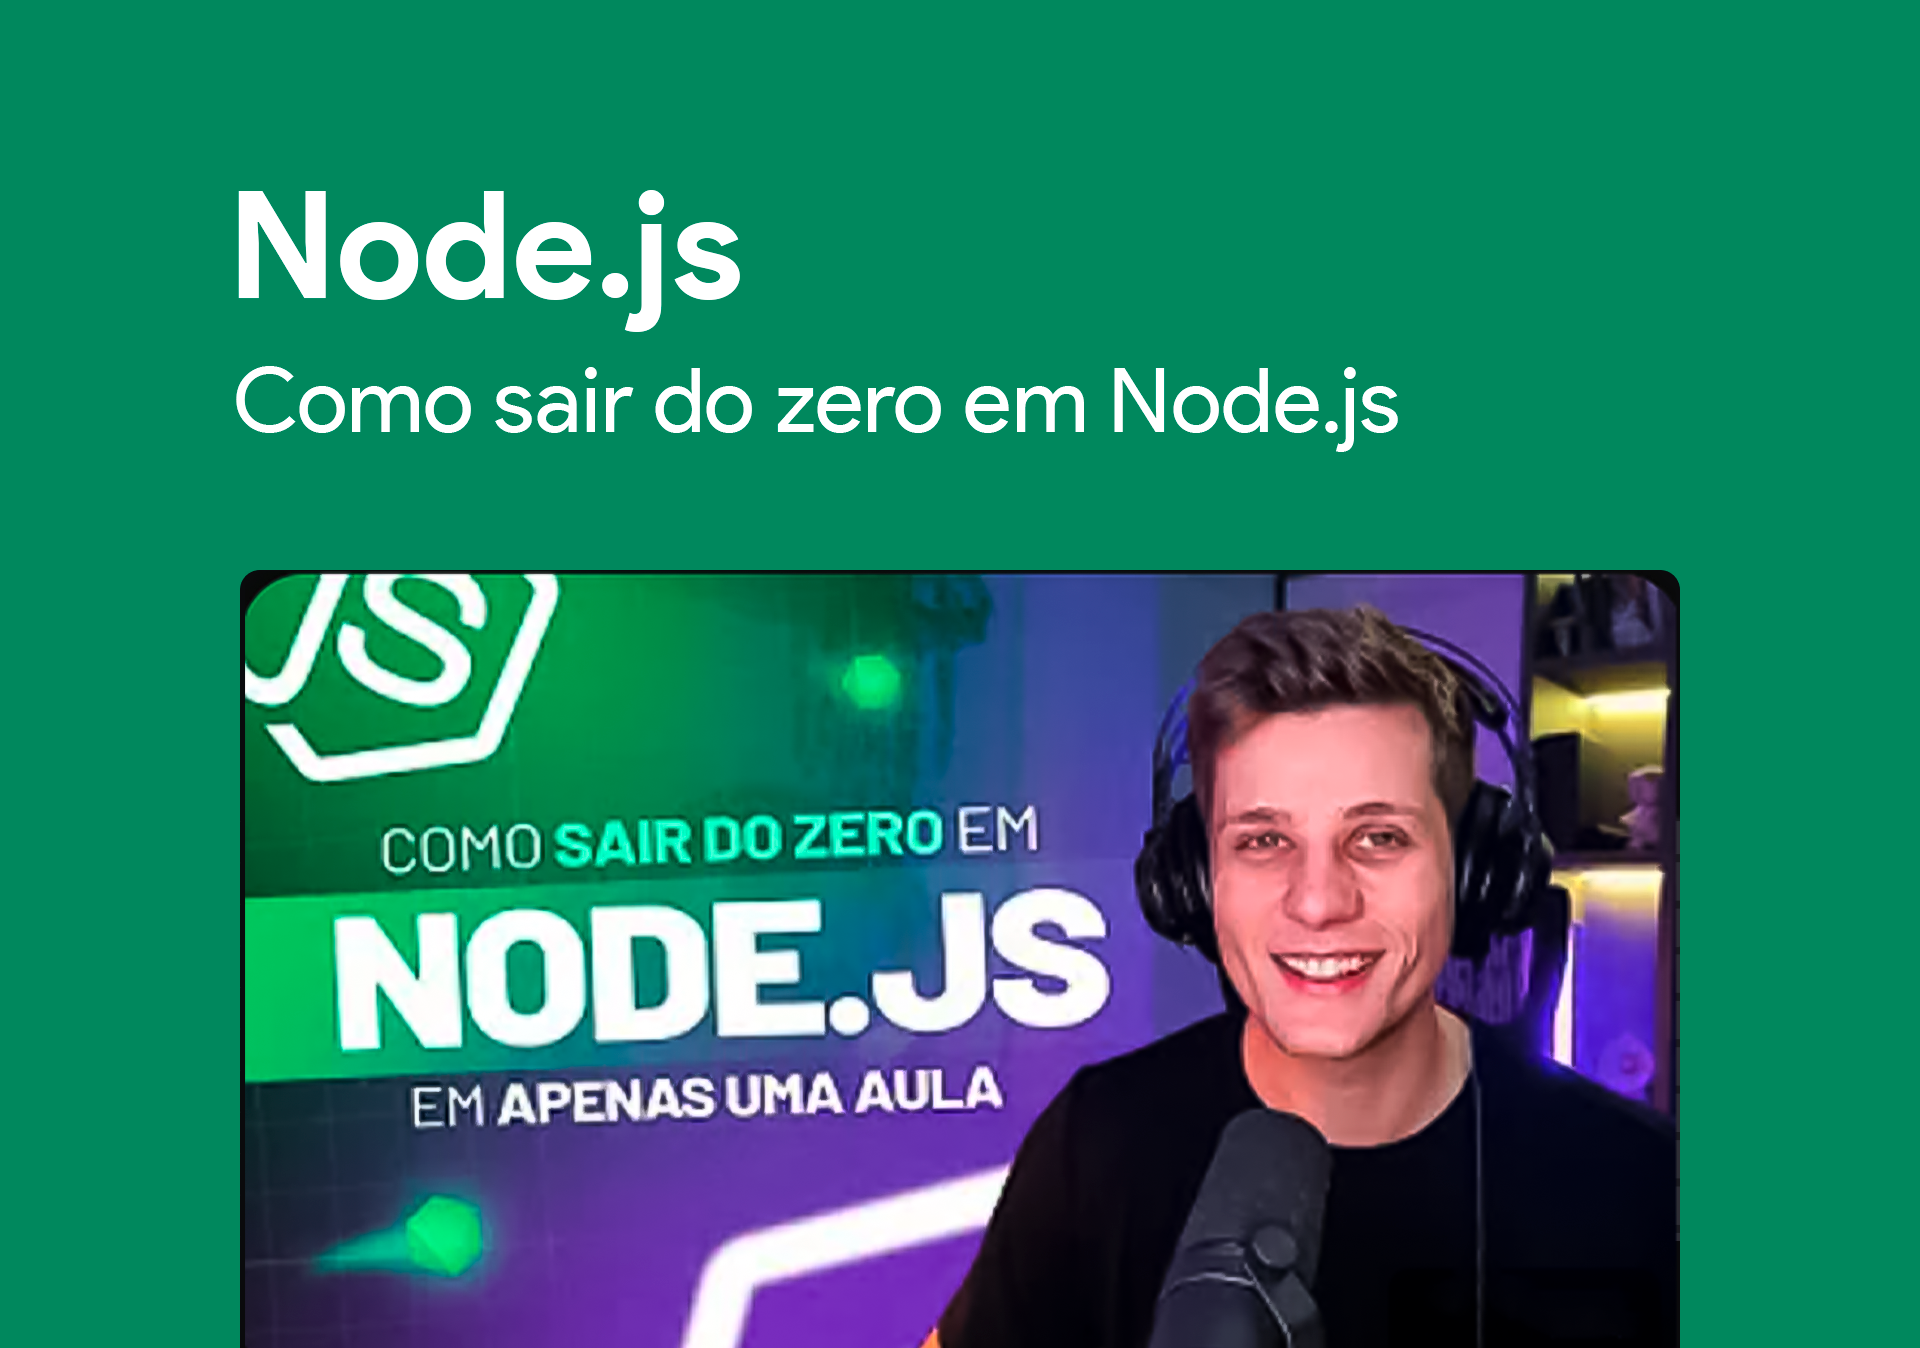 Node.js
Como sair do zero em Node.js
JS
COMO SAIR DO ZERO EM
NODE.JS
EM APENAS UMA AULA